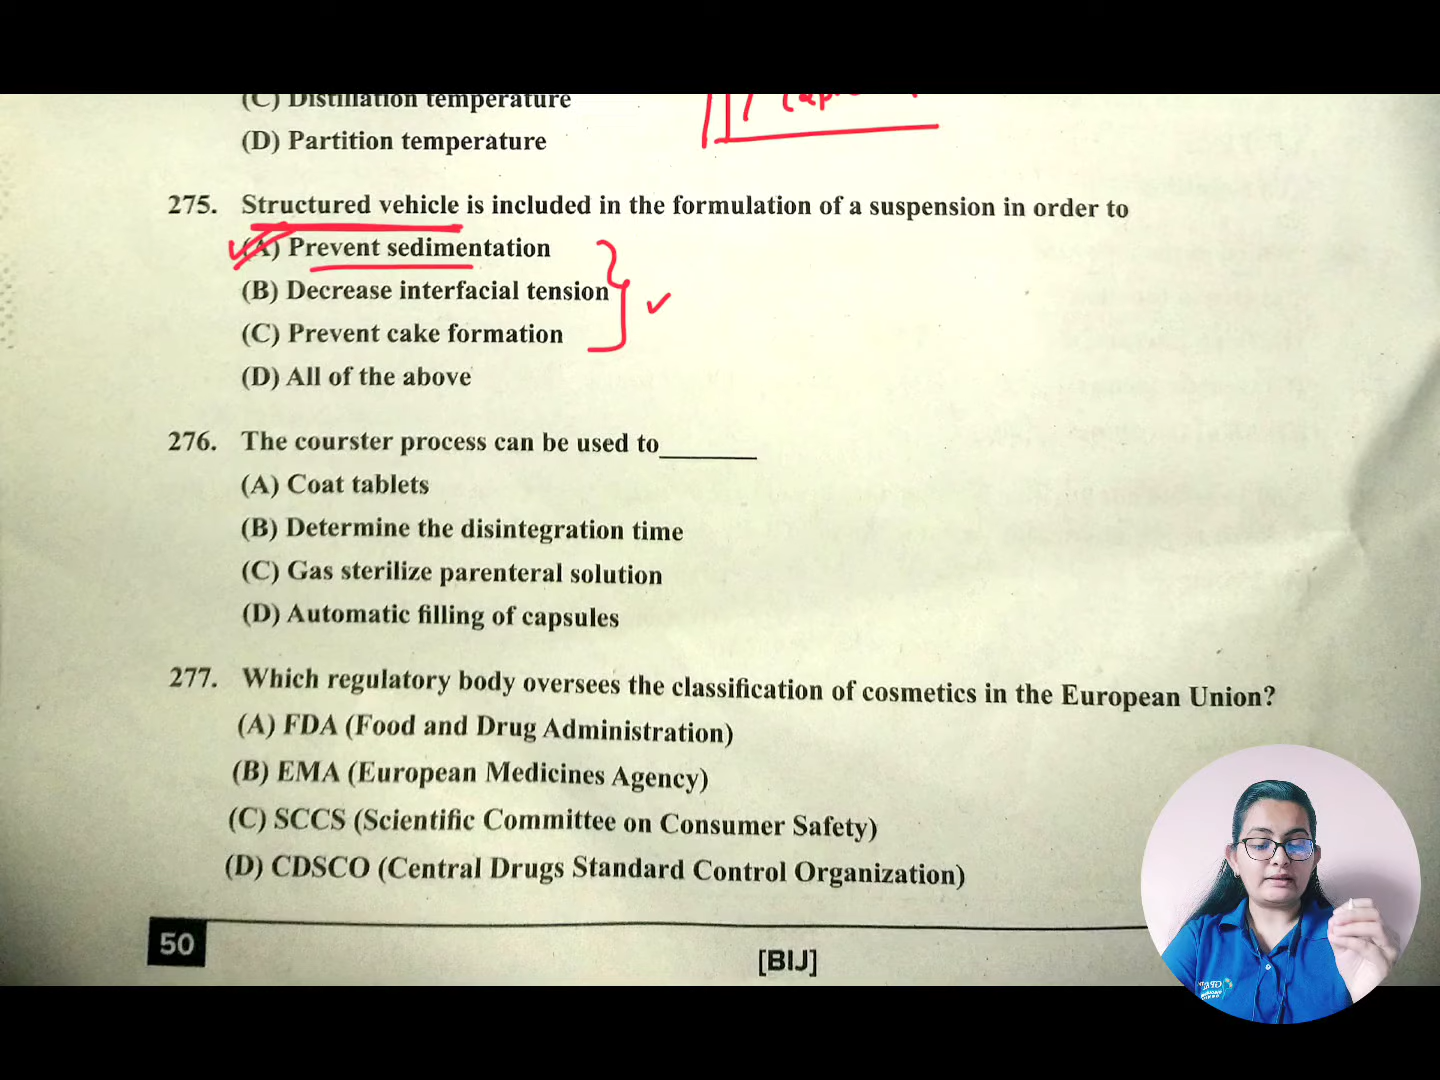 (C) Distillation temperature
(D) Partition temperature
275. Structured vehicle is included in the formulation of a suspension in order to
(A) Prevent sedimentation
(B) Decrease interfacial tension
(C) Prevent cake formation
(D) All of the above
276. The courster process can be used to_______
(A) Coat tablets
(B) Determine the disintegration time
(C) Gas sterilize parenteral solution
(D) Automatic filling of capsules
277. Which regulatory body oversees the classification of cosmetics in the European Union?
(A) FDA (Food and Drug Administration)
(B) EMA (European Medicines Agency)
(C) SCCS (Scientific Committee on Consumer Safety)
(D) CDSCO (Central Drugs Standard Control Organization)
50
[BIJ]